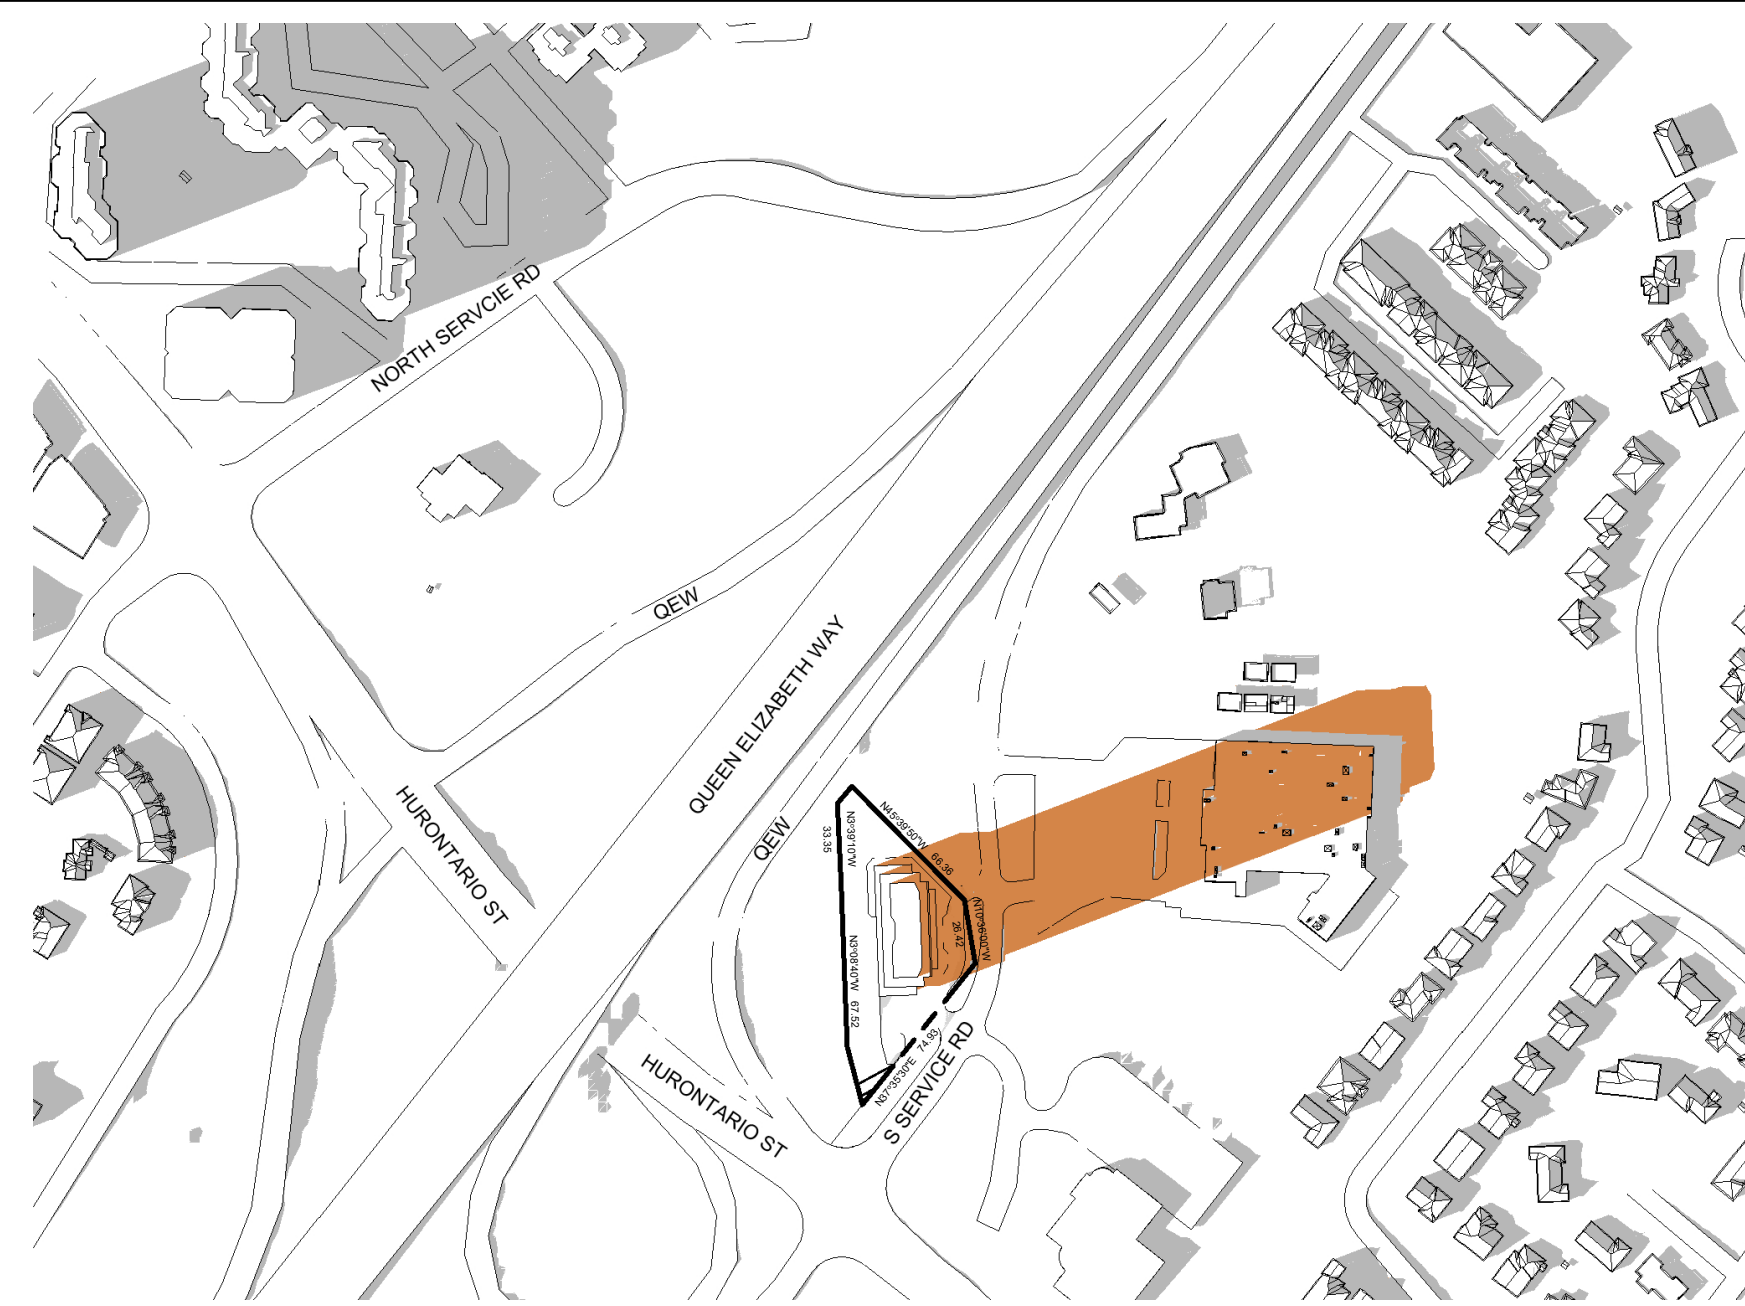 NORTH SERVCIE RD
QEW
QUEEN ELIZABETH WAY
HURONTARIO ST
QEW
N45°39'50"W 66.36
N3°39'10"W
33.35
N10°36'00"W
26.42
N3°08'40"W 67.52
N37°35'30"E 74.93
S SERVICE RD
HURONTARIO ST